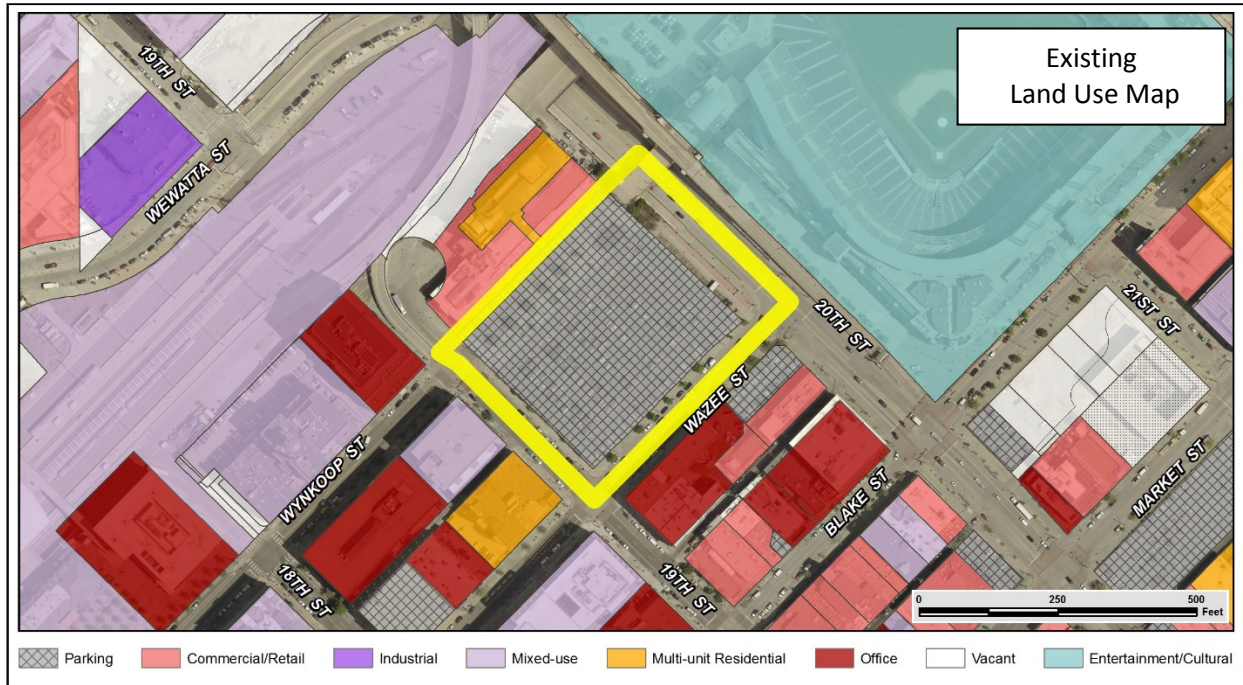 Existing
Land Use Map
19TH ST
WEWATTA ST
20TH ST
21ST ST
WAZEE ST
WYNKOOP ST
BLAKE ST
MARKET ST
18TH ST
19TH ST
0 250 500
Feet
Parking Commercial/Retail Industrial Mixed-use Multi-unit Residential Office Vacant Entertainment/Cultural